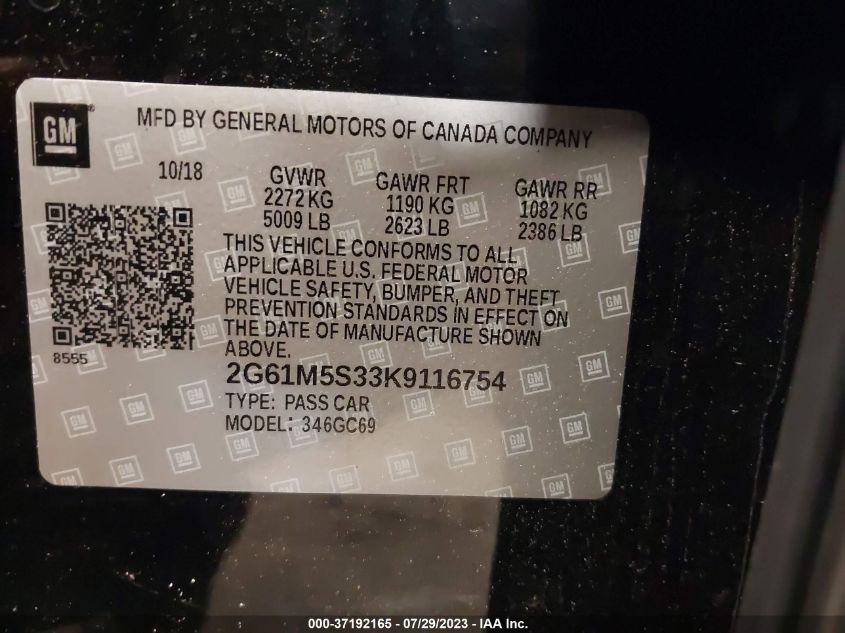 GM
MFD BY GENERAL MOTORS OF CANADA COMPANY
10/18
GVWR
2272 KG
5009 LB
GAWR FRT
1190 KG
2623 LB
GAWR RR
1082 KG
2386 LB
THIS VEHICLE CONFORMS TO ALL
APPLICABLE U.S. FEDERAL MOTOR
VEHICLE SAFETY, BUMPER, AND THEFT
PREVENTION STANDARDS IN EFFECT ON
THE DATE OF MANUFACTURE SHOWN
ABOVE.
8555
2G61M5S33K9116754
TYPE: PASS CAR
MODEL: 346GC69
000-37192165 / 07/29/2023 - IAA Inc.